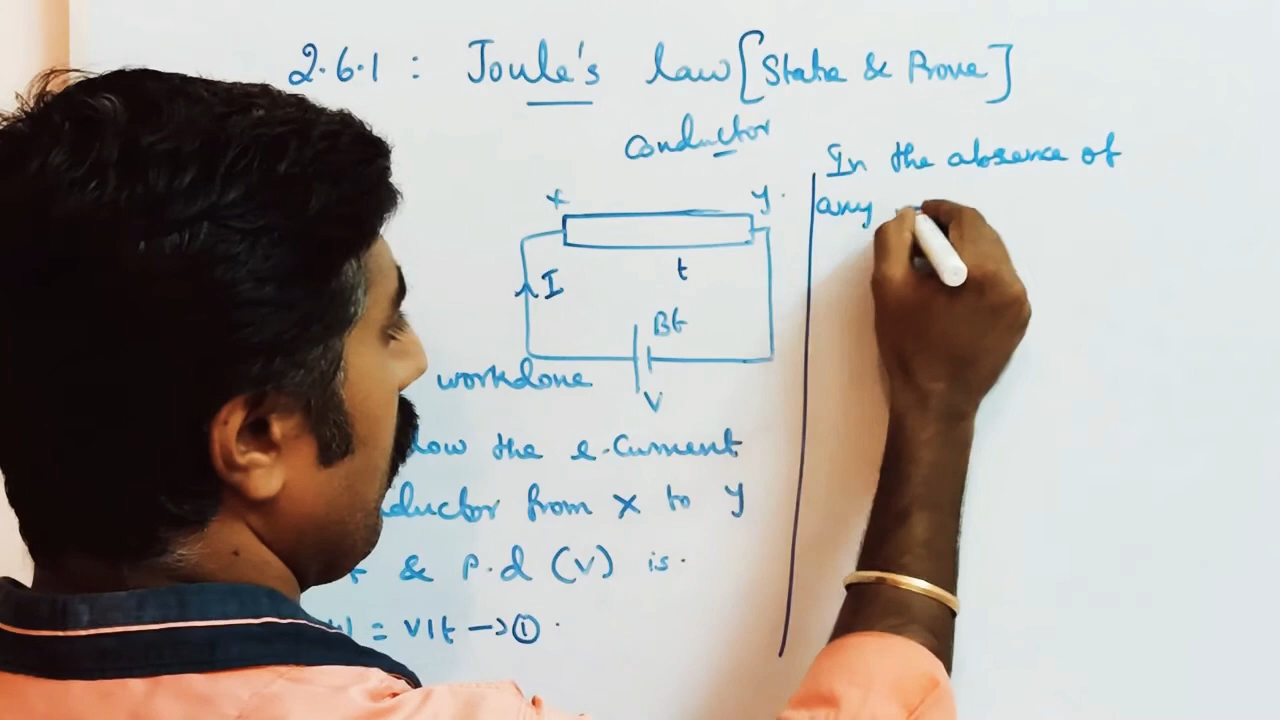 2.6.1 : Joule's law [State & Prove]
conductor
x y
I t
Bt
V
workdone
the e.Current
from x to y
& P.d (V) is.
= VIt → ①.
In the absence of
any